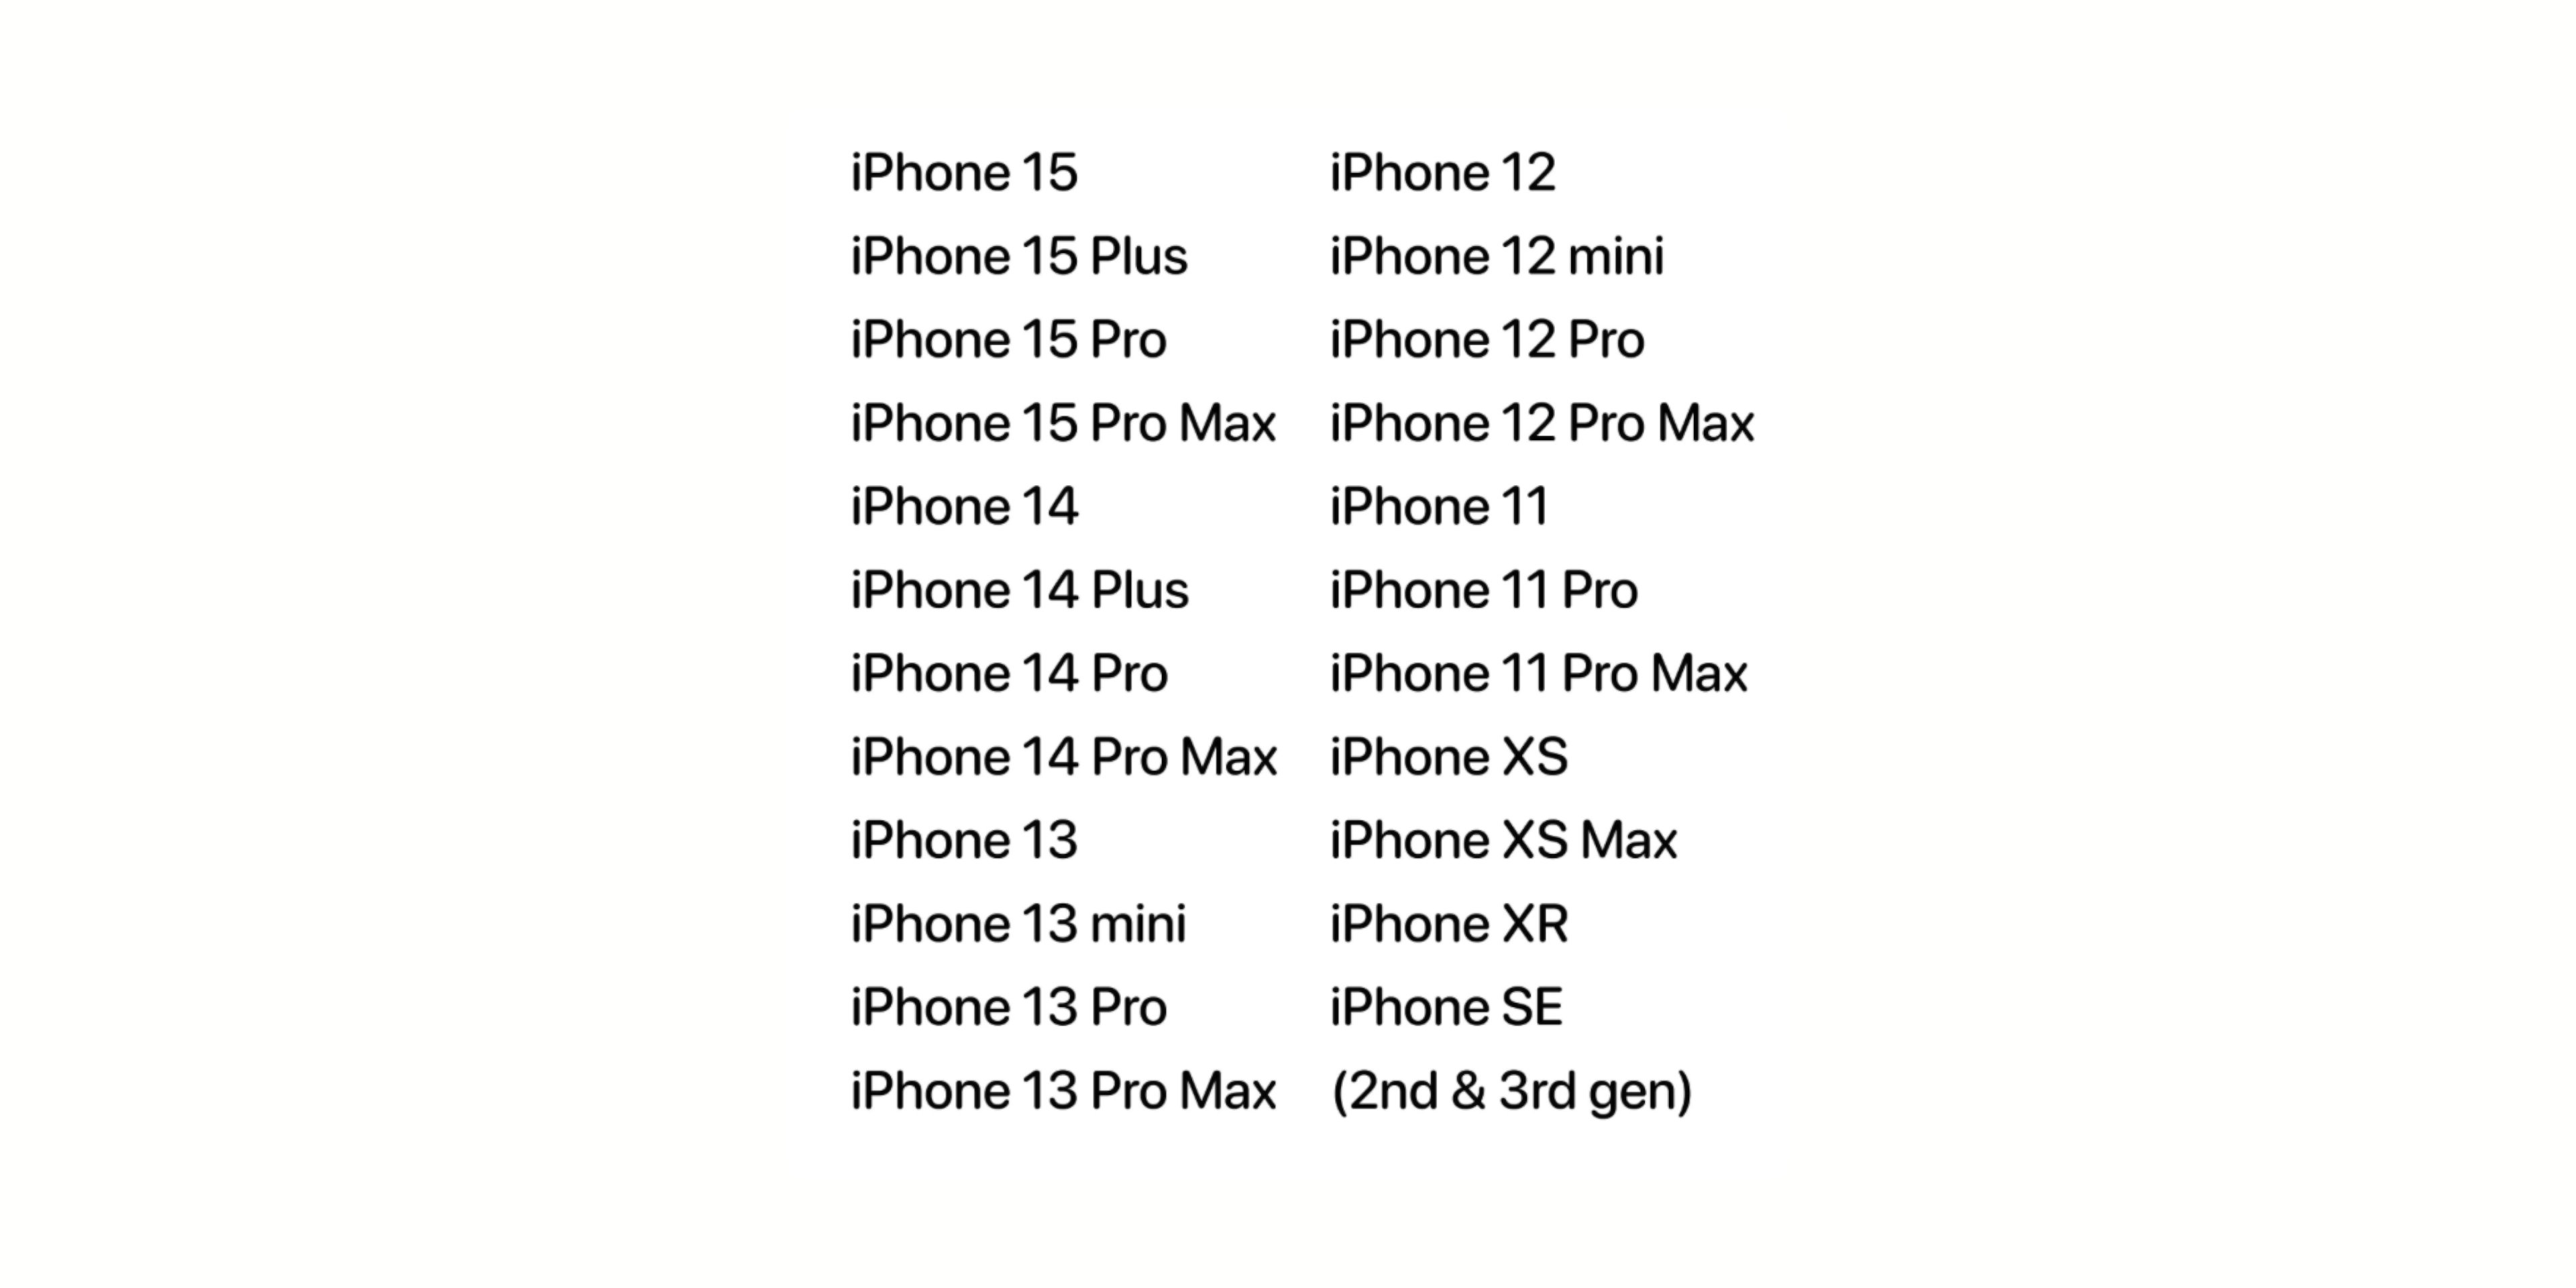 iPhone 15
iPhone 15 Plus
iPhone 15 Pro
iPhone 15 Pro Max
iPhone 14
iPhone 14 Plus
iPhone 14 Pro
iPhone 14 Pro Max
iPhone 13
iPhone 13 mini
iPhone 13 Pro
iPhone 13 Pro Max
iPhone 12
iPhone 12 mini
iPhone 12 Pro
iPhone 12 Pro Max
iPhone 11
iPhone 11 Pro
iPhone 11 Pro Max
iPhone XS
iPhone XS Max
iPhone XR
iPhone SE
(2nd & 3rd gen)